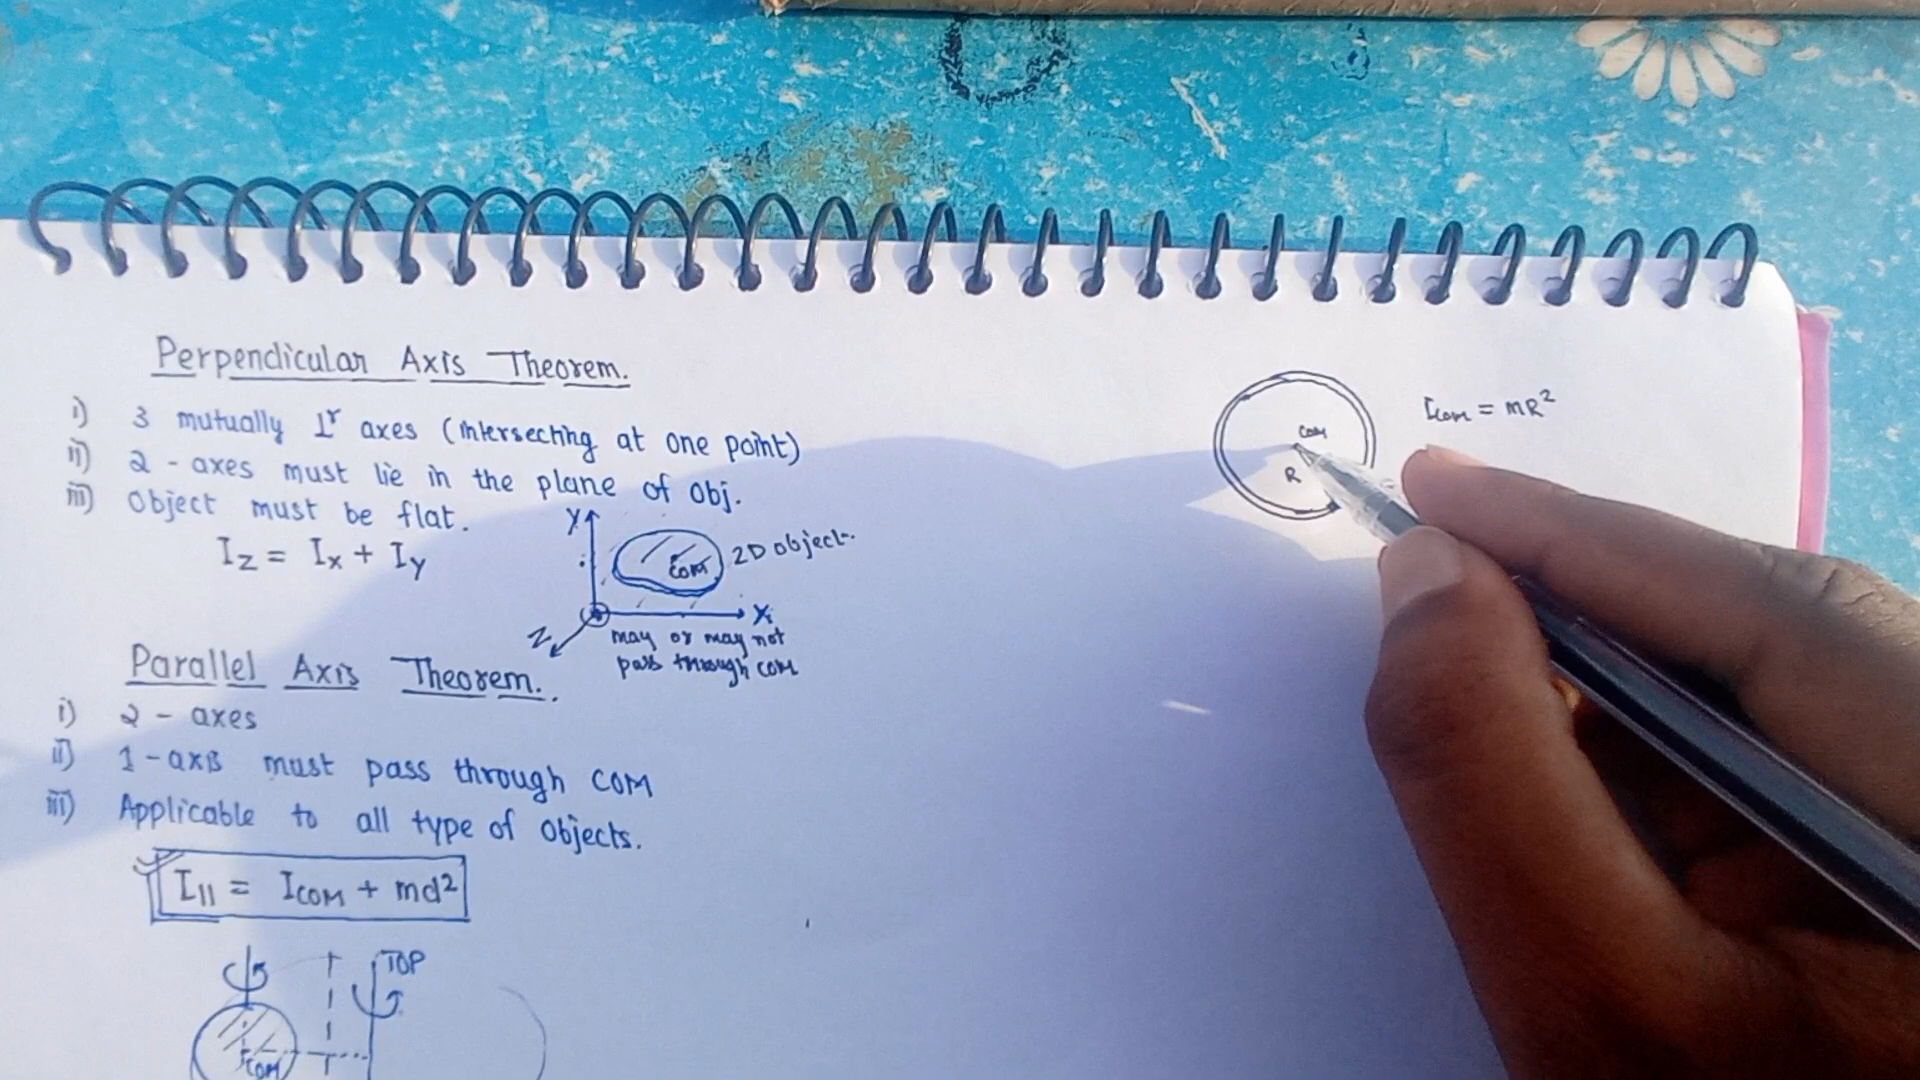 Perpendicular Axis Theorem.
i) 3 mutually ⊥r axes (intersecting at one point)
ii) 2 - axes must lie in the plane of Obj.
iii) Object must be flat.
Iz = Ix + Iy
Y
COM
2D object.
X
Z
may or may not
pass through COM
Parallel Axis Theorem.
i) 2 - axes
ii) 1 - axis must pass through COM
iii) Applicable to all type of Objects.
I11 = ICOM + md²
TOP
COM
COM
R
Icom = MR²